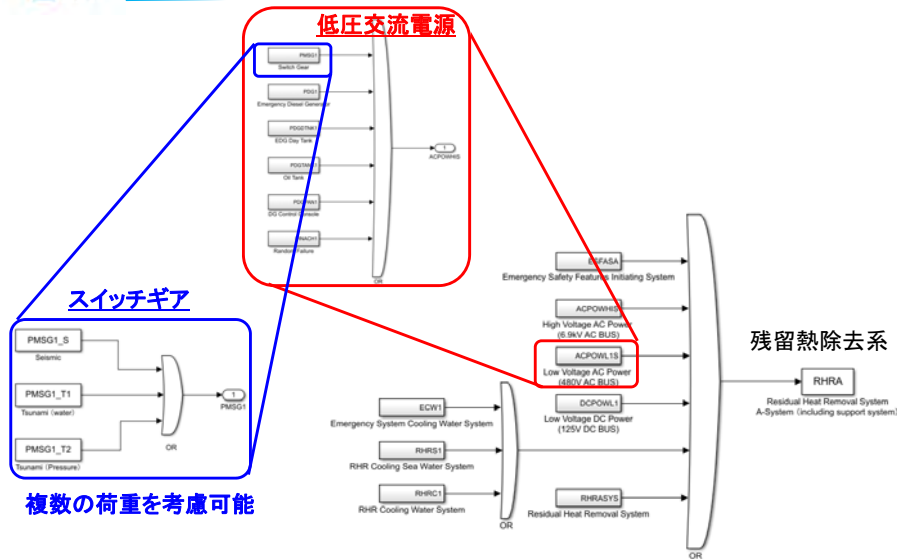 低圧交流電源
PMSG1
Switch Gear
PDG1
Emergency Diesel Generator
EDG Day Tank
Oil Tank
DG Control Console
Random Failure
OR
1
ACPOWHIS
スイッチギア
PMSG1_S
Seismic
PMSG1_T1
Tsunami (water)
PMSG1_T2
Tsunami (Pressure)
OR
1
PMSG1
複数の荷重を考慮可能
Emergency Safety Features Initiating System
ACPOWHIS
High Voltage AC Power
(6.9kV AC BUS)
ACPOWL1S
Low Voltage AC Power
(480V AC BUS)
DCPOWL1
Low Voltage DC Power
(125V DC BUS)
ECW1
Emergency System Cooling Water System
RHRS1
RHR Cooling Sea Water System
RHRC1
RHR Cooling Water System
OR
RHRASYS
Residual Heat Removal System
OR
残留熱除去系
RHRA
Residual Heat Removal System
A-System (including support system)